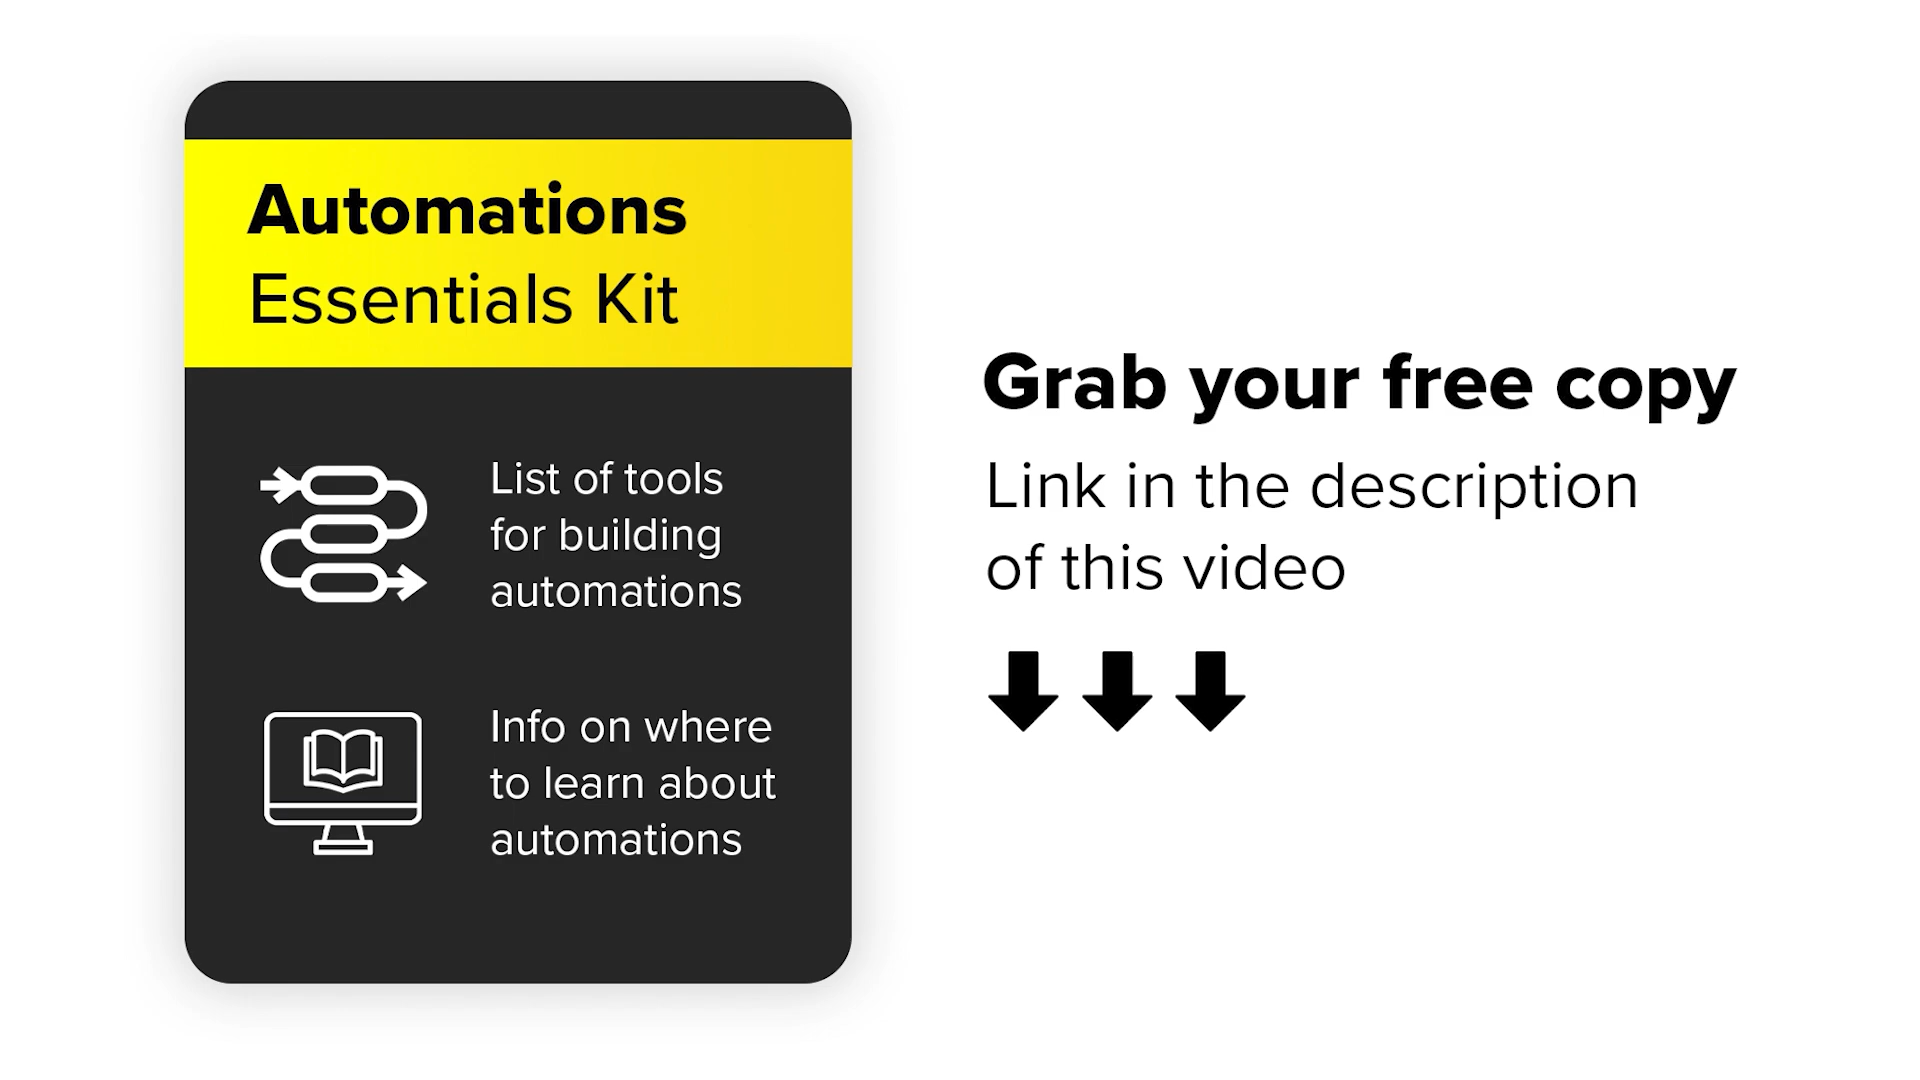 Automations
Essentials Kit
List of tools
for building
automations
Info on where
to learn about
automations
Grab your free copy
Link in the description
of this video